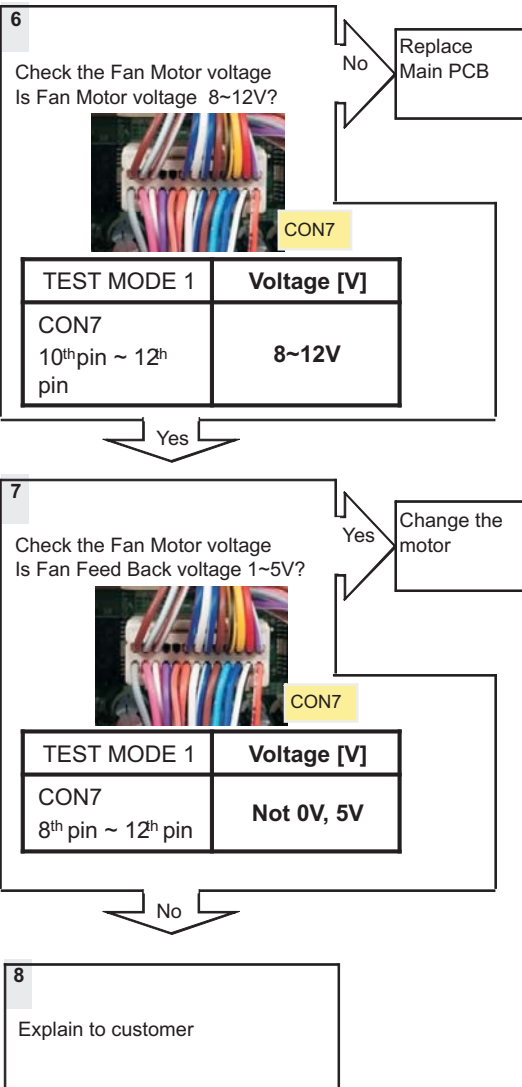 6
Check the Fan Motor voltage
Is Fan Motor voltage 8~12V?
No
Replace
Main PCB
CON7
TEST MODE 1 Voltage [V]
CON7
10th pin ~ 12th
pin
8~12V
Yes
7
Check the Fan Motor voltage
Is Fan Feed Back voltage 1~5V?
Yes
Change the
motor
CON7
TEST MODE 1 Voltage [V]
CON7
8th pin ~ 12th pin
Not 0V, 5V
No
8
Explain to customer